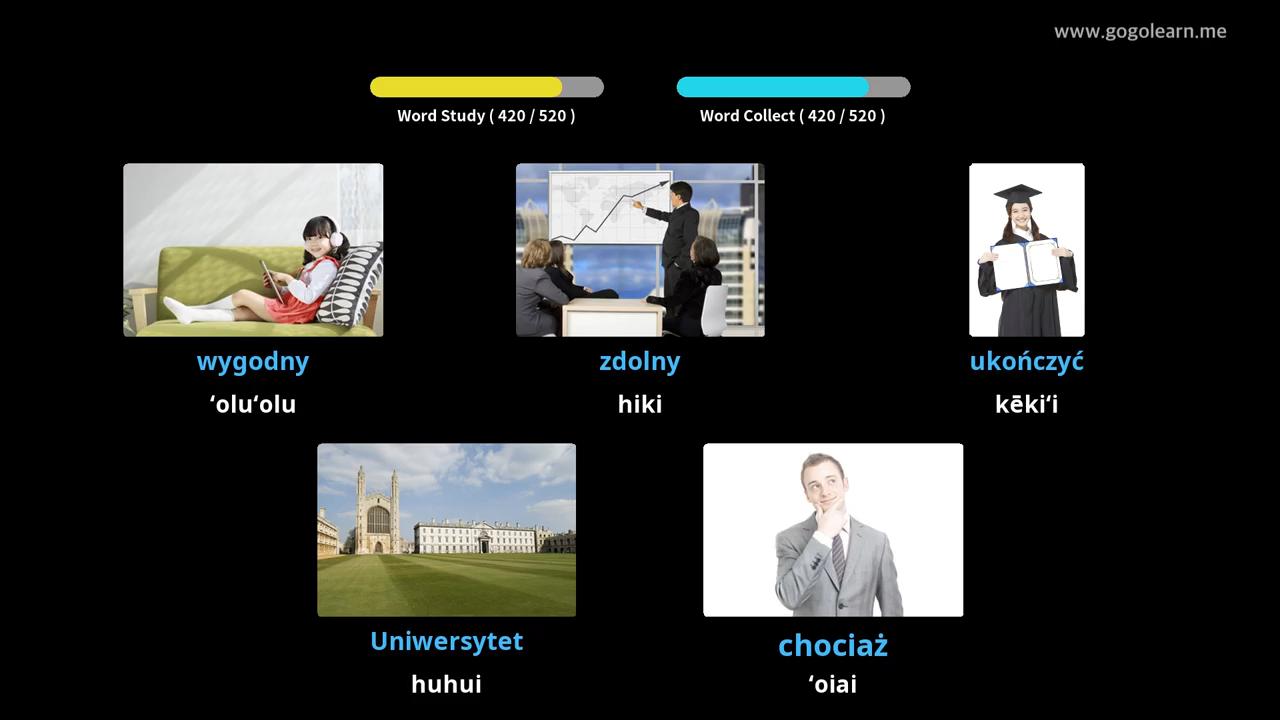 www.gogolearn.me
Word Study ( 420 / 520 )
Word Collect ( 420 / 520 )
wygodny
zdolny
ukończyć
ʻoluʻolu
hiki
kēkiʻi
Uniwersytet
chociaż
huhui
ʻoiai